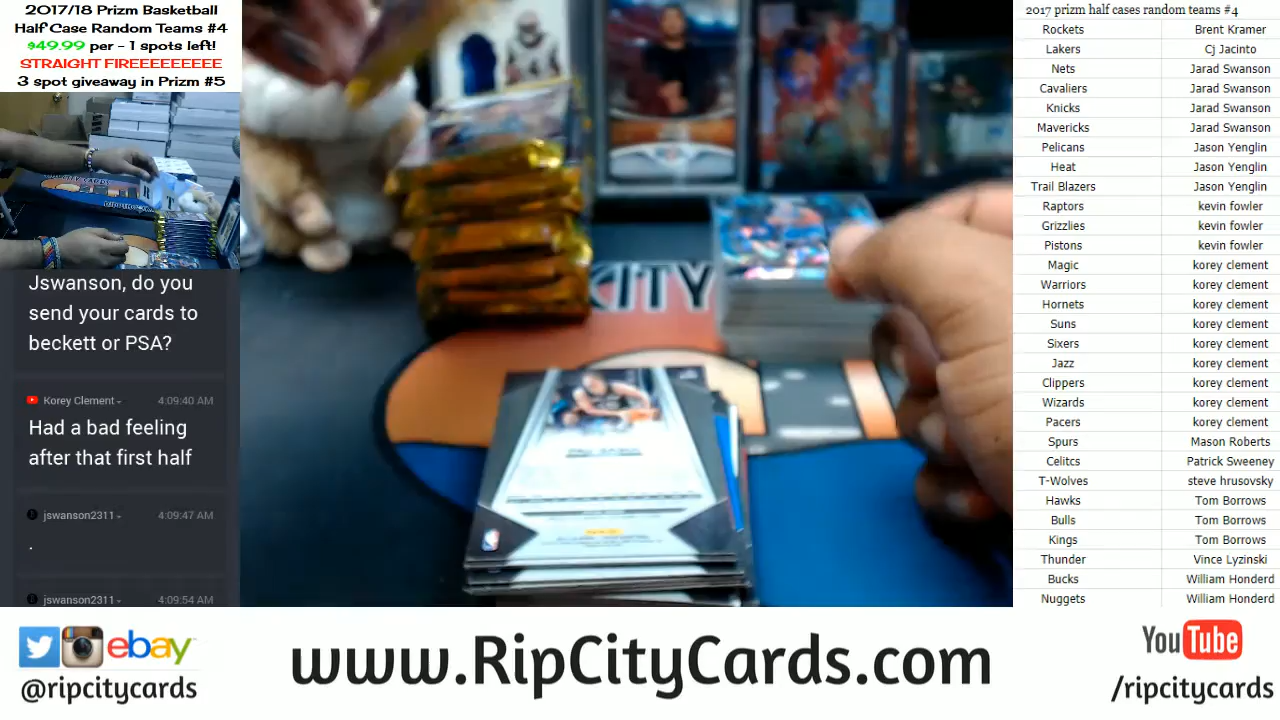 2017/18 Prizm Basketball
Half Case Random Teams #4
$49.99 per - 1 spots left!
STRAIGHT FIREEEEEEEEE
3 spot giveaway in Prizm #5
Jswanson, do you
send your cards to
beckett or PSA?
Korey Clement 4:09:40 AM
Had a bad feeling
after that first half
jswanson2311 4:09:47 AM
.
jswanson2311 4:09:54 AM
CITY
2017 prizm half cases random teams #4
Rockets Brent Kramer
Lakers Cj Jacinto
Nets Jarad Swanson
Cavaliers Jarad Swanson
Knicks Jarad Swanson
Mavericks Jarad Swanson
Pelicans Jason Yenglin
Heat Jason Yenglin
Trail Blazers Jason Yenglin
Raptors kevin fowler
Grizzlies kevin fowler
Pistons kevin fowler
Magic korey clement
Warriors korey clement
Hornets korey clement
Suns korey clement
Sixers korey clement
Jazz korey clement
Clippers korey clement
Wizards korey clement
Pacers korey clement
Spurs Mason Roberts
Celitcs Patrick Sweeney
T-Wolves steve hrusovsky
Hawks Tom Borrows
Bulls Tom Borrows
Kings Tom Borrows
Thunder Vince Lyzinski
Bucks William Honderd
Nuggets William Honderd
ebay
@ripcitycards
www.RipCityCards.com
YouTube
/ripcitycards